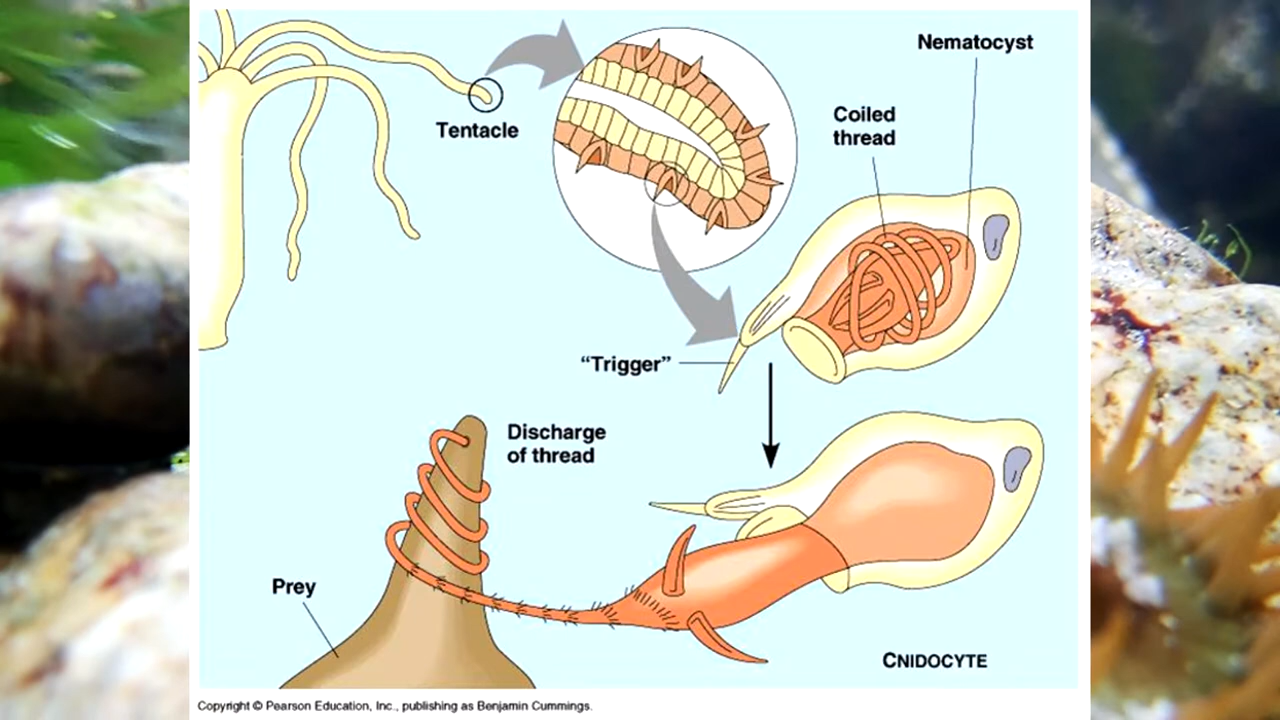 Nematocyst
Coiled
thread
Tentacle
“Trigger”
Discharge
of thread
Prey
CNIDOCYTE
Copyright © Pearson Education, Inc., publishing as Benjamin Cummings.